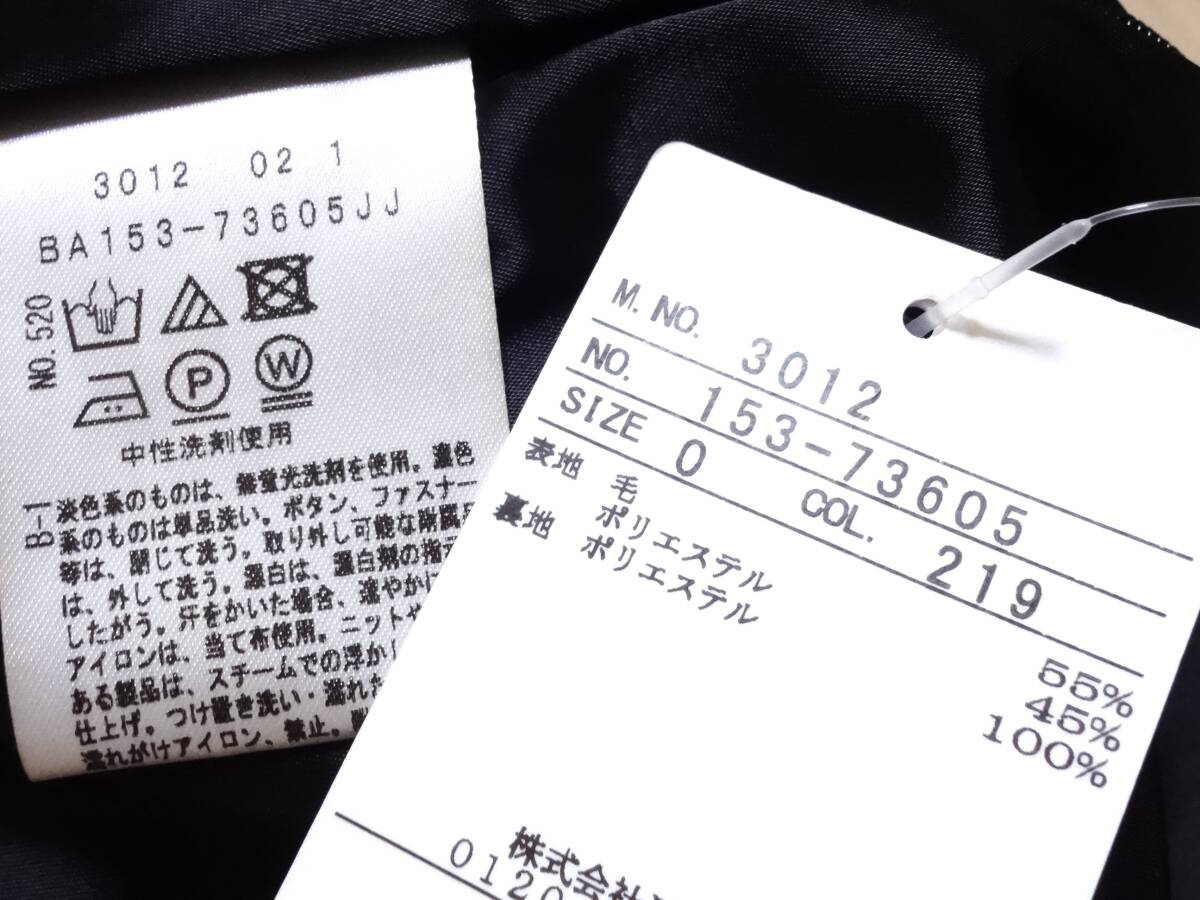 3012 02 1
BA153-73605JJ
NO.520
P
W
中性洗剤使用
B-1
淡色系のものは、無蛍光洗剤を使用。濃色
系のものは単品洗い。ボタン、ファスナー
等は、閉じて洗う。取り外し可能な附属品
は、外して洗う。漂白は、漂白剤の指示
したがう。汗をかいた場合、速やかに
アイロンは、当て布使用。ニットや
ある製品は、スチームでの浮かし
仕上げ。つけ置き洗い・濡れた
濡れがけアイロン、禁止。
M. NO. 3012
NO. 153-73605
SIZE 0 COL. 219
表地 毛 55%
ポリエステル 45%
裏地 ポリエステル 100%
株式会社
0120